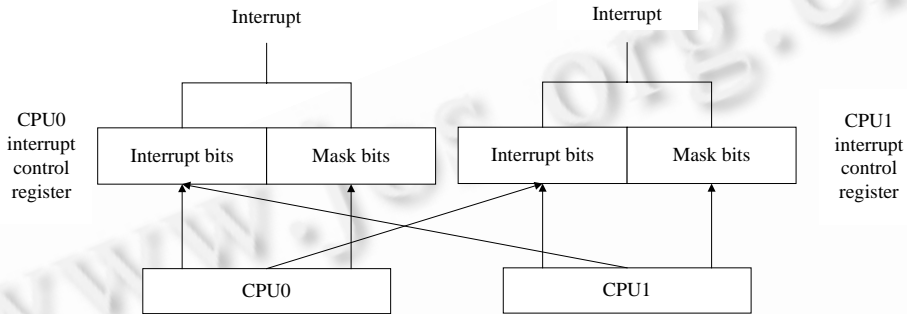 Interrupt
Interrupt
CPU0
interrupt
control
register
Interrupt bits
Mask bits
Interrupt bits
Mask bits
CPU1
interrupt
control
register
CPU0
CPU1